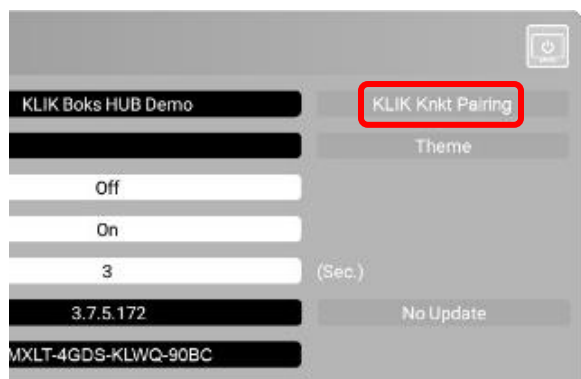 KLIK Boks HUB Demo KLIK Knkt Pairing
Theme
Off
On
3 (Sec.)
3.7.5.172 No Update
MXLT-4GDS-KLWQ-90BC